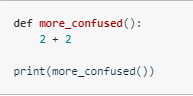 def more_confused():
    2 + 2
print(more_confused())